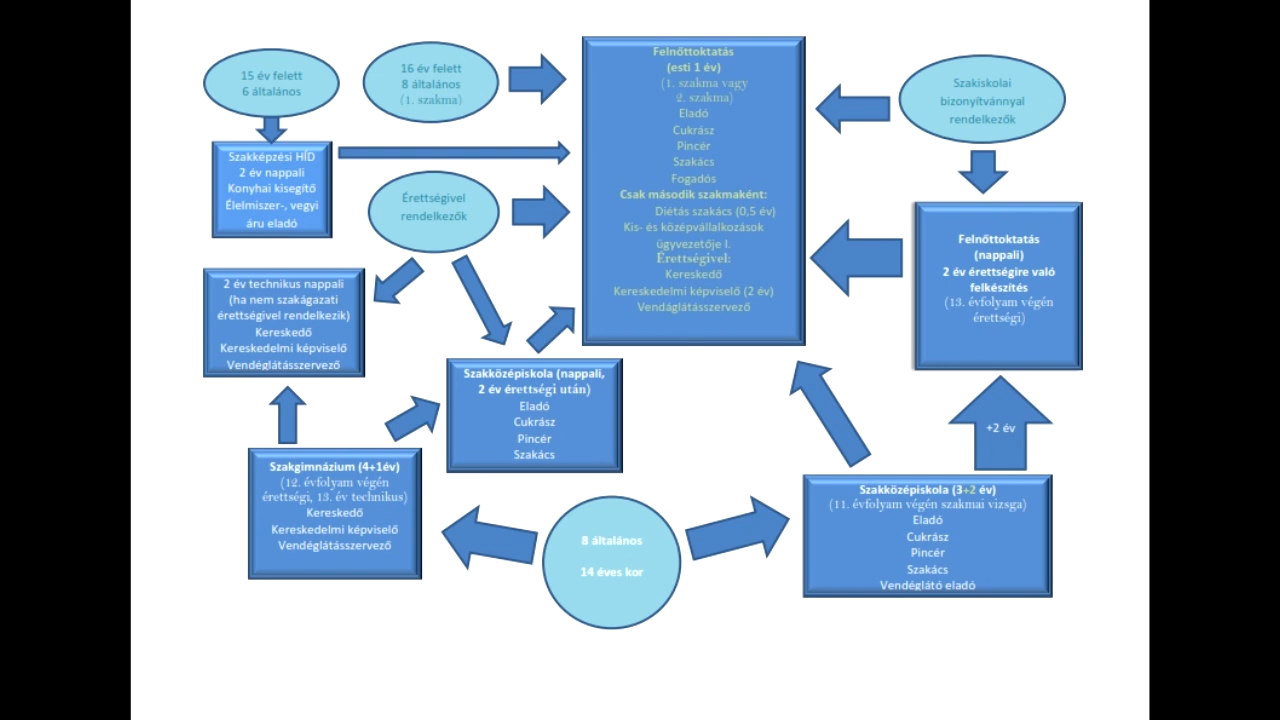 15 év felett
6 általános
16 év felett
8 általános
(1. szakma)
Felnőttoktatás
(esti 1 év)
(1. szakma vagy
2. szakma)
Eladó
Cukrász
Pincér
Szakács
Fogadós
Csak második szakmaként:
Diétás szakács (0,5 év)
Kis- és középvállalkozások
ügyvezetője I.
Érettségivel:
Kereskedő
Kereskedelmi képviselő (2 év)
Vendáglátásszervező
Szakiskolai
bizonyítvánnyal
rendelkezők
Szakképzési HÍD
2 év nappali
Konyhai kisegítő
Élelmiszer-, vegyi
áru eladó
Érettségivel
rendelkezők
Felnőttoktatás
(nappali)
2 év érettségire való
felkészítés
(13. évfolyam végén
érettségi)
2 év technikus nappali
(ha nem szakágazati
érettségivel rendelkezik)
Kereskedő
Kereskedelmi képviselő
Vendéglátásszervező
Szakközépiskola (nappali,
2 év érettségi után)
Eladó
Cukrász
Pincér
Szakács
+2 év
Szakgimnázium (4+1év)
(12. évfolyam végén
érettségi, 13. év technikus)
Kereskedő
Kereskedelmi képviselő
Vendéglátásszervező
8 általános
14 éves kor
Szakközépiskola (3+2 év)
(11. évfolyam végén szakmai vizsga)
Eladó
Cukrász
Pincér
Szakács
Vendéglátó eladó